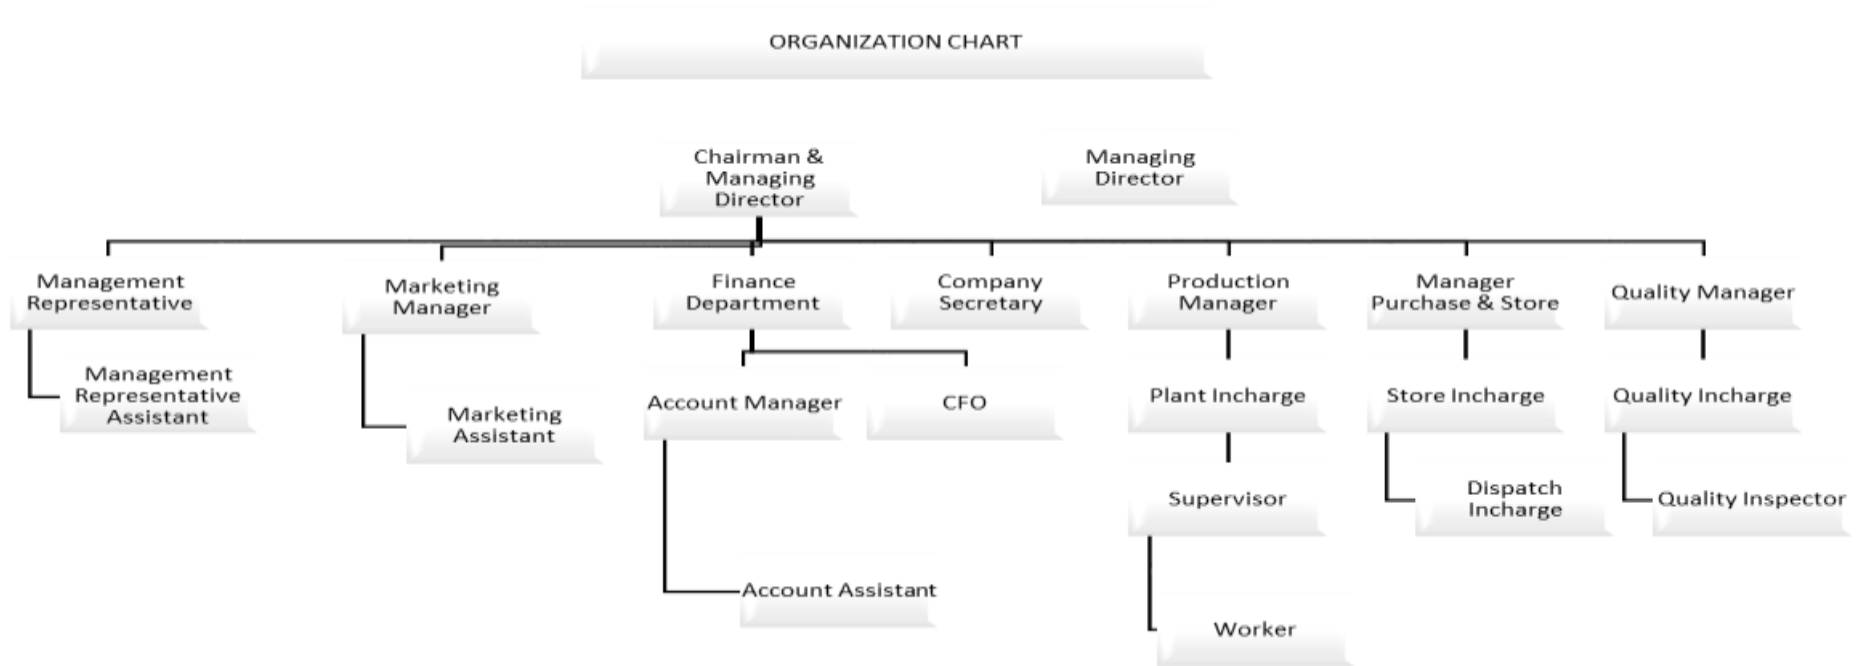 ORGANIZATION CHART
Chairman &
Managing
Director
Managing
Director
Management
Representative
Marketing
Manager
Finance
Department
Company
Secretary
Production
Manager
Manager
Purchase & Store
Quality Manager
Management
Representative
Assistant
Marketing
Assistant
Account Manager
CFO
Plant Incharge
Store Incharge
Quality Incharge
Supervisor
Dispatch
Incharge
Quality Inspector
Account Assistant
Worker